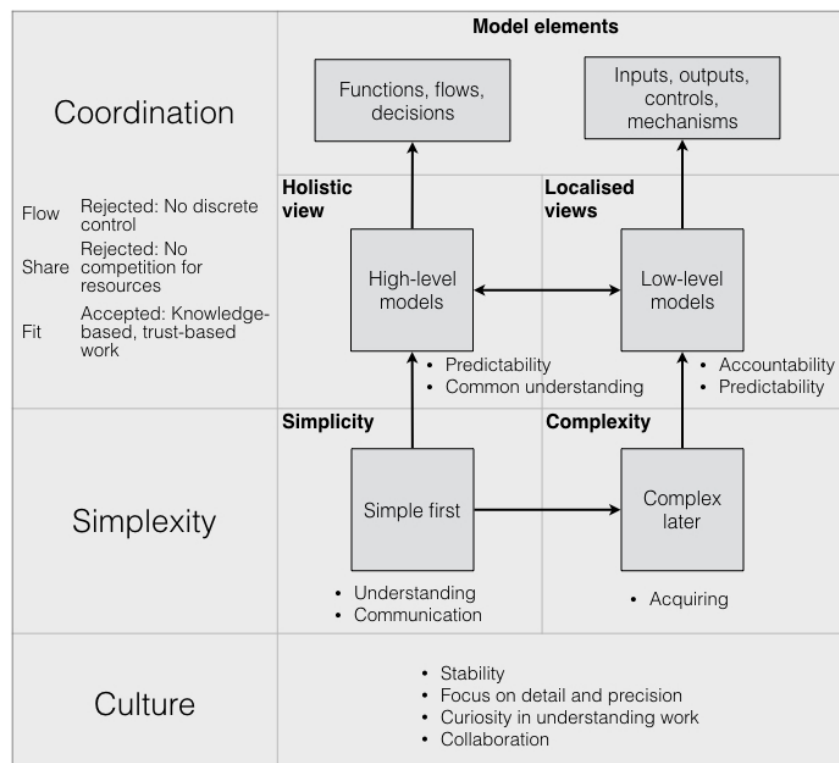 Model elements
Functions, flows,
decisions
Inputs, outputs,
controls,
mechanisms
Coordination
Flow
Rejected: No discrete
control
Share
Rejected: No
competition for
resources
Fit
Accepted: Knowledge-
based, trust-based
work
Holistic
view
High-level
models
• Predictability
• Common understanding
Localised
views
Low-level
models
• Accountability
• Predictability
Simplexity
Simplicity
Simple first
• Understanding
• Communication
Complexity
Complex
later
• Acquiring
Culture
• Stability
• Focus on detail and precision
• Curiosity in understanding work
• Collaboration